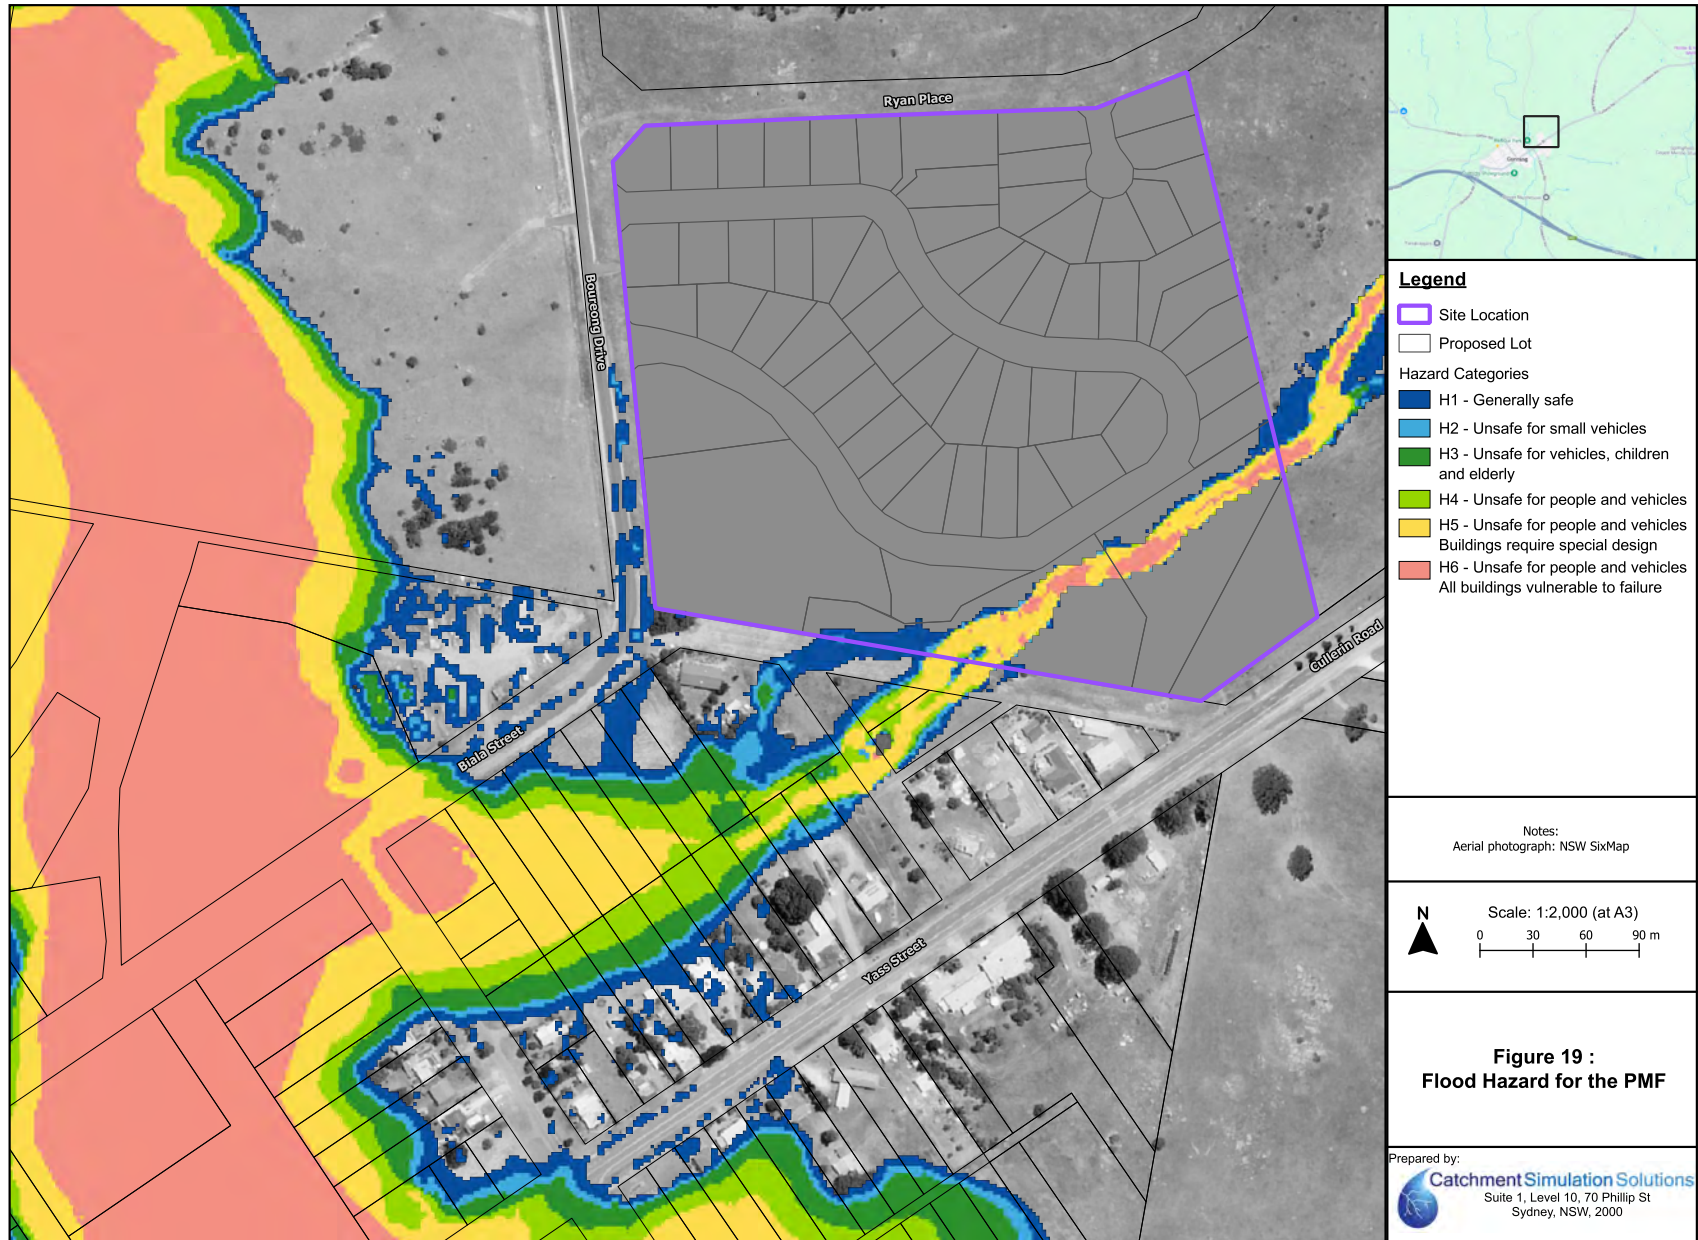 Ryan Place
Boureong Drive
Biala Street
Yass Street
Cullerin Road
Legend
Site Location
Proposed Lot
Hazard Categories
H1 - Generally safe
H2 - Unsafe for small vehicles
H3 - Unsafe for vehicles, children
and elderly
H4 - Unsafe for people and vehicles
H5 - Unsafe for people and vehicles
Buildings require special design
H6 - Unsafe for people and vehicles
All buildings vulnerable to failure
Notes:
Aerial photograph: NSW SixMap
N
Scale: 1:2,000 (at A3)
0 30 60 90 m
Figure 19 :
Flood Hazard for the PMF
Prepared by:
Catchment Simulation Solutions
Suite 1, Level 10, 70 Phillip St
Sydney, NSW, 2000